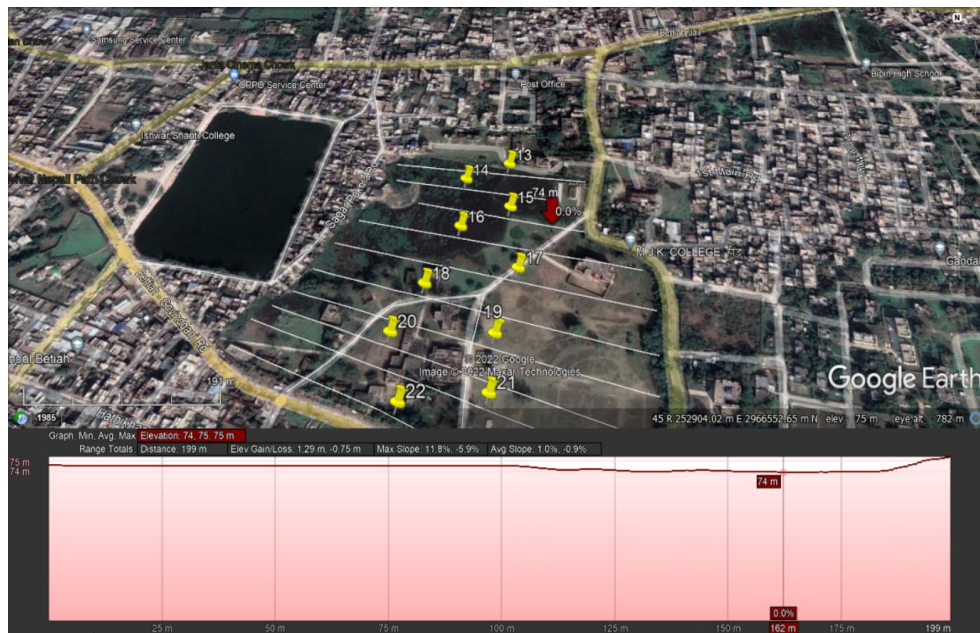 N
Samsung Service Center
Janta Cinema Chowk
OPPO Service Center
Post Office
Bipin High School
Ishwar Shanti College
13
14
15
74 m
0.0%
16
M.J.K. COLLEGE
17
18
19
20
21
22
© 2022 Google
Image © 2022 Maxar Technologies
Google Earth
191 m
1985
45 R 252904.02 m E 2966552.65 m N elev 75 m eye alt 782 m
Graph: Min, Avg, Max Elevation: 74, 75, 75 m
Range Totals: Distance: 199 m Elev Gain/Loss: 1.29 m, -0.75 m Max Slope: 11.8%, -5.9% Avg Slope: 1.0%, -0.9%
75 m
74 m
74 m
0.0%
25 m 75 m 100 m 125 m 150 m 162 m 175 m 199 m